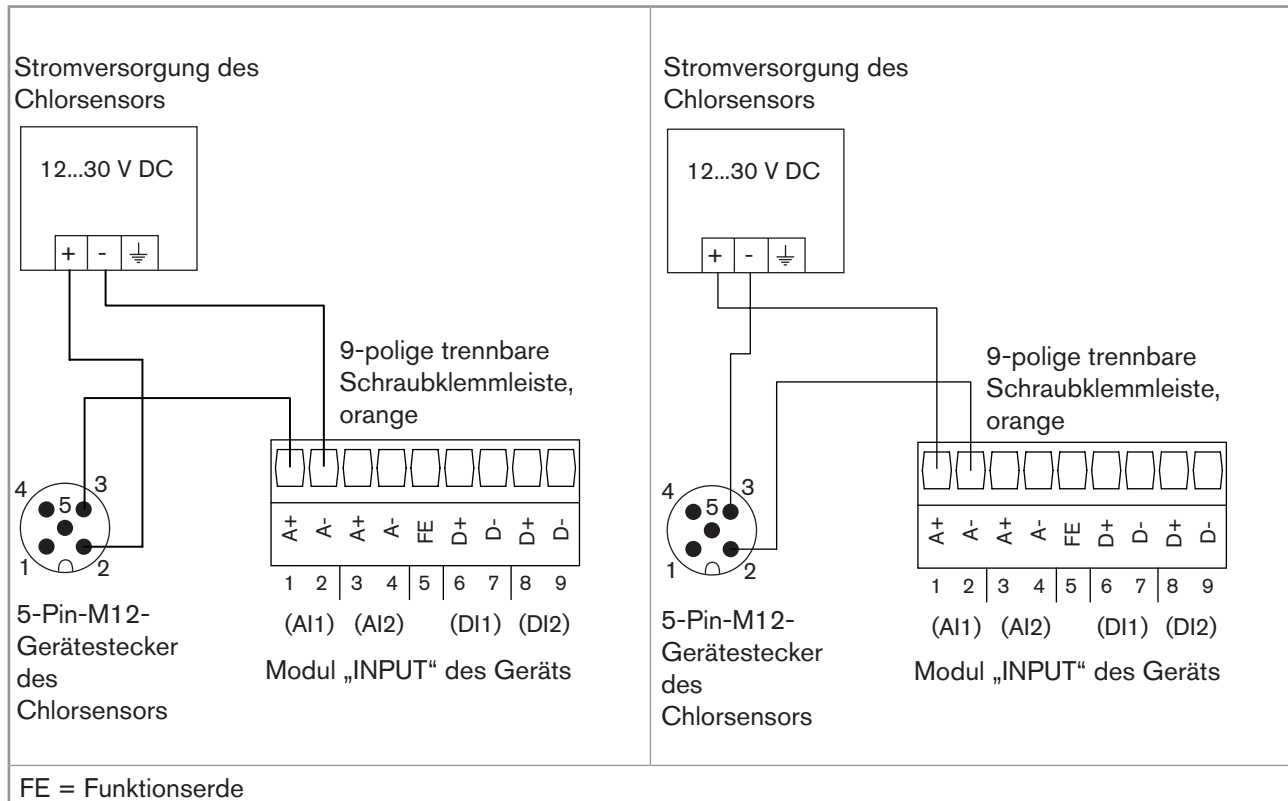 Stromversorgung des
Chlorsensors
12...30 V DC
+ -
9-polige trennbare
Schraubklemmleiste,
orange
4 5 3
1 2
A+ A- A+ A- FE D+ D- D+ D-
1 2 3 4 5 6 7 8 9
(AI1) (AI2) (DI1) (DI2)
5-Pin-M12-
Gerätestecker
des
Chlorsensors
Modul „INPUT“ des Geräts
Stromversorgung des
Chlorsensors
12...30 V DC
+ -
9-polige trennbare
Schraubklemmleiste,
orange
4 5 3
1 2
A+ A- A+ A- FE D+ D- D+ D-
1 2 3 4 5 6 7 8 9
(AI1) (AI2) (DI1) (DI2)
5-Pin-M12-
Gerätestecker
des
Chlorsensors
Modul „INPUT“ des Geräts
FE = Funktionserde